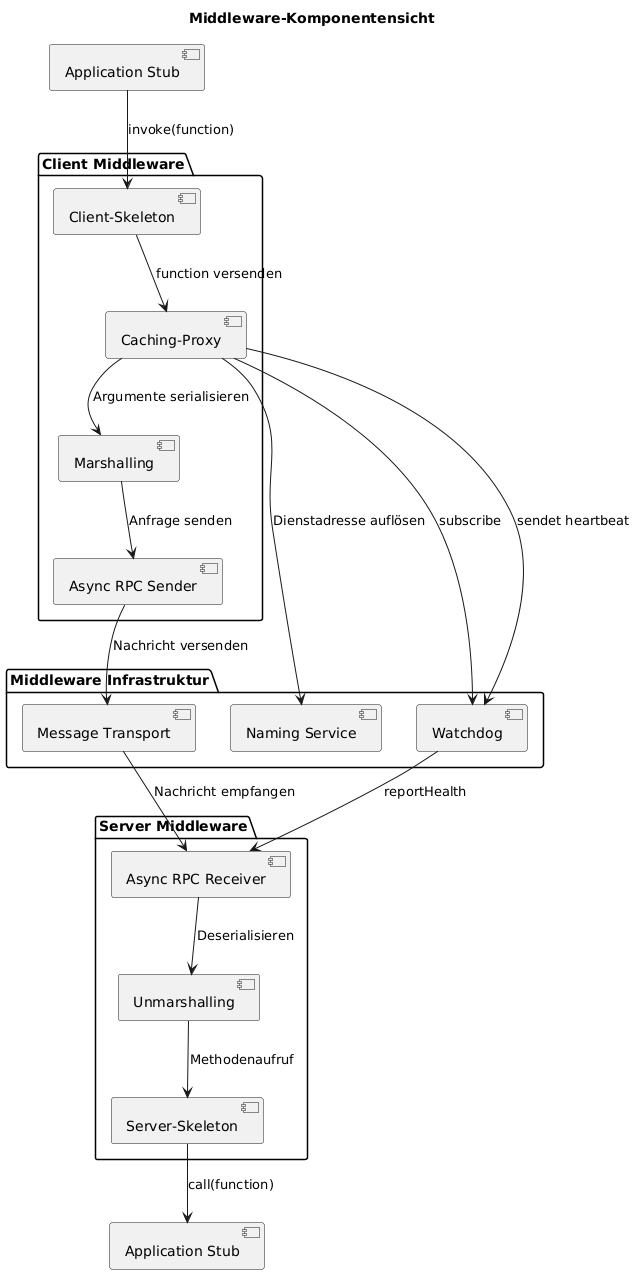 Middleware-Komponentensicht
Application Stub
invoke(function)
Client Middleware
Client-Skeleton
function versenden
Caching-Proxy
Argumente serialisieren
Marshalling
Anfrage senden
Dienstadresse auflösen
subscribe
sendet heartbeat
Async RPC Sender
Nachricht versenden
Middleware Infrastruktur
Message Transport
Naming Service
Watchdog
Nachricht empfangen
reportHealth
Server Middleware
Async RPC Receiver
Deserialisieren
Unmarshalling
Methodenaufruf
Server-Skeleton
call(function)
Application Stub